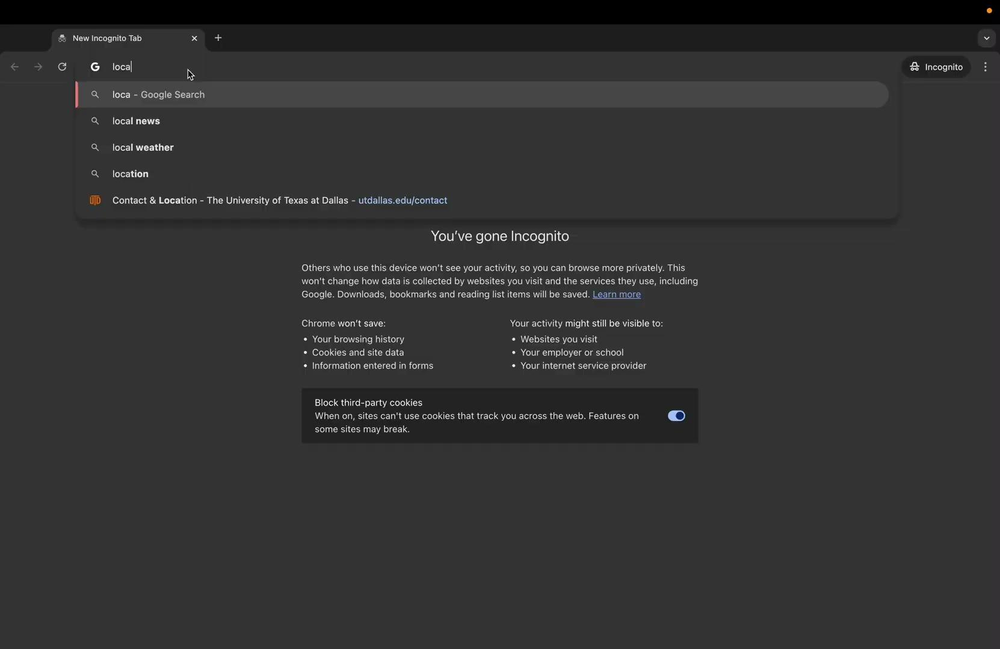 New Incognito Tab
loca
Incognito
loca - Google Search
local news
local weather
location
Contact & Location - The University of Texas at Dallas - utdallas.edu/contact
You've gone Incognito
Others who use this device won't see your activity, so you can browse more privately. This
won't change how data is collected by websites you visit and the services they use, including
Google. Downloads, bookmarks and reading list items will be saved. Learn more
Chrome won't save:
• Your browsing history
• Cookies and site data
• Information entered in forms
Your activity might still be visible to:
• Websites you visit
• Your employer or school
• Your internet service provider
Block third-party cookies
When on, sites can't use cookies that track you across the web. Features on
some sites may break.